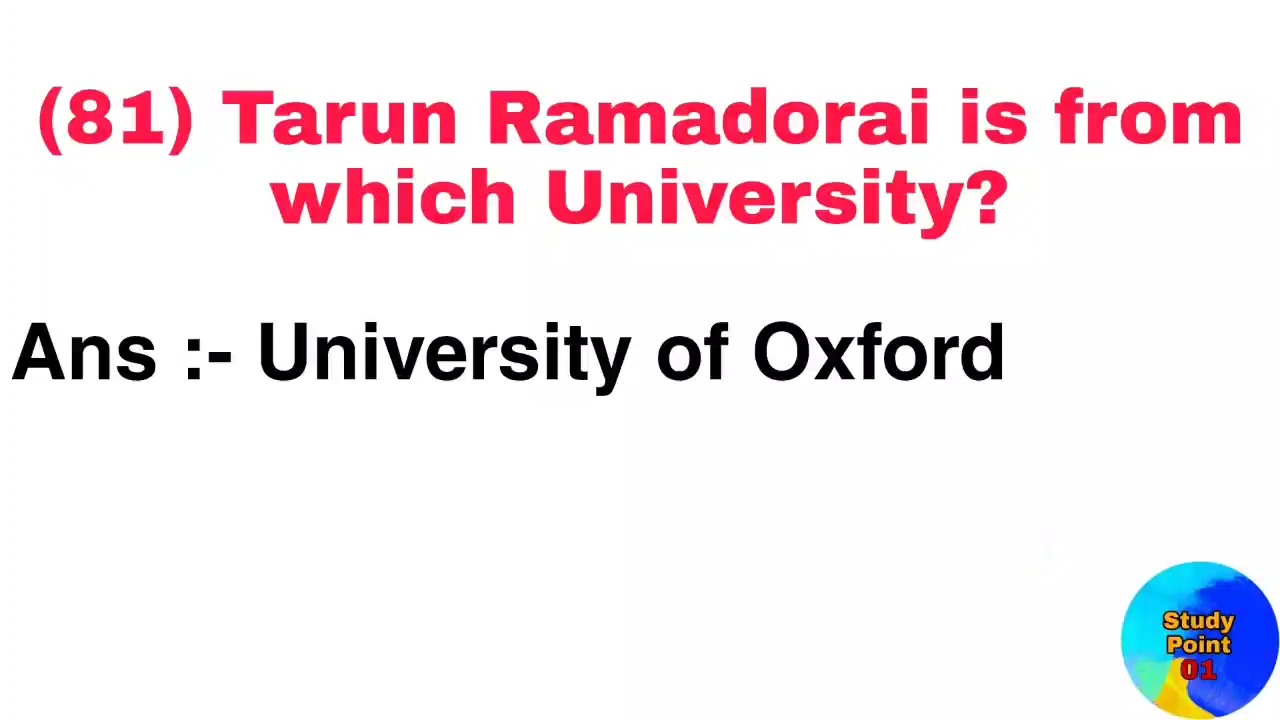 (81) Tarun Ramadorai is from
which University?
Ans :- University of Oxford
Study
Point
01